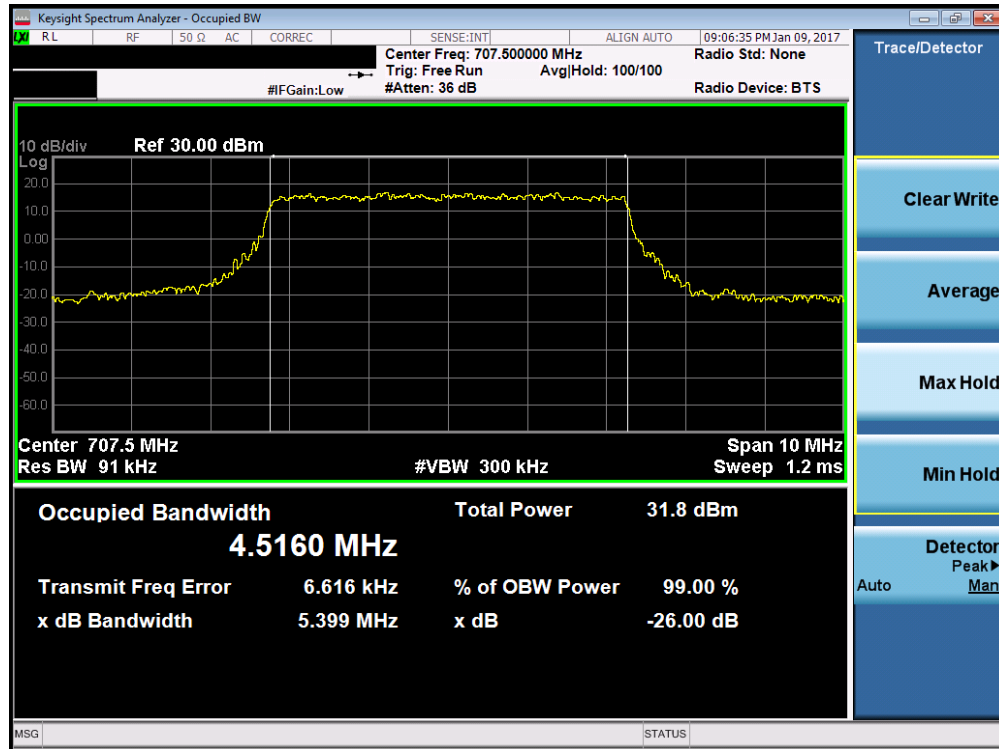 Keysight Spectrum Analyzer - Occupied BW
LXI RL RF 50 Ω AC CORREC SENSE:INT ALIGN AUTO 09:06:35 PM Jan 09, 2017
Center Freq: 707.500000 MHz Radio Std: None
Trig: Free Run Avg|Hold: 100/100
#IFGain:Low #Atten: 36 dB Radio Device: BTS
Trace/Detector
10 dB/div Ref 30.00 dBm
Log
20.0
10.0
0.00
-10.0
-20.0
-30.0
-40.0
-50.0
-60.0
Center 707.5 MHz Span 10 MHz
Res BW 91 kHz #VBW 300 kHz Sweep 1.2 ms
Occupied Bandwidth Total Power 31.8 dBm
4.5160 MHz
Transmit Freq Error 6.616 kHz % of OBW Power 99.00 %
x dB Bandwidth 5.399 MHz x dB -26.00 dB
Clear Write
Average
Max Hold
Min Hold
Detector
Peak▶
Auto Man
MSG STATUS